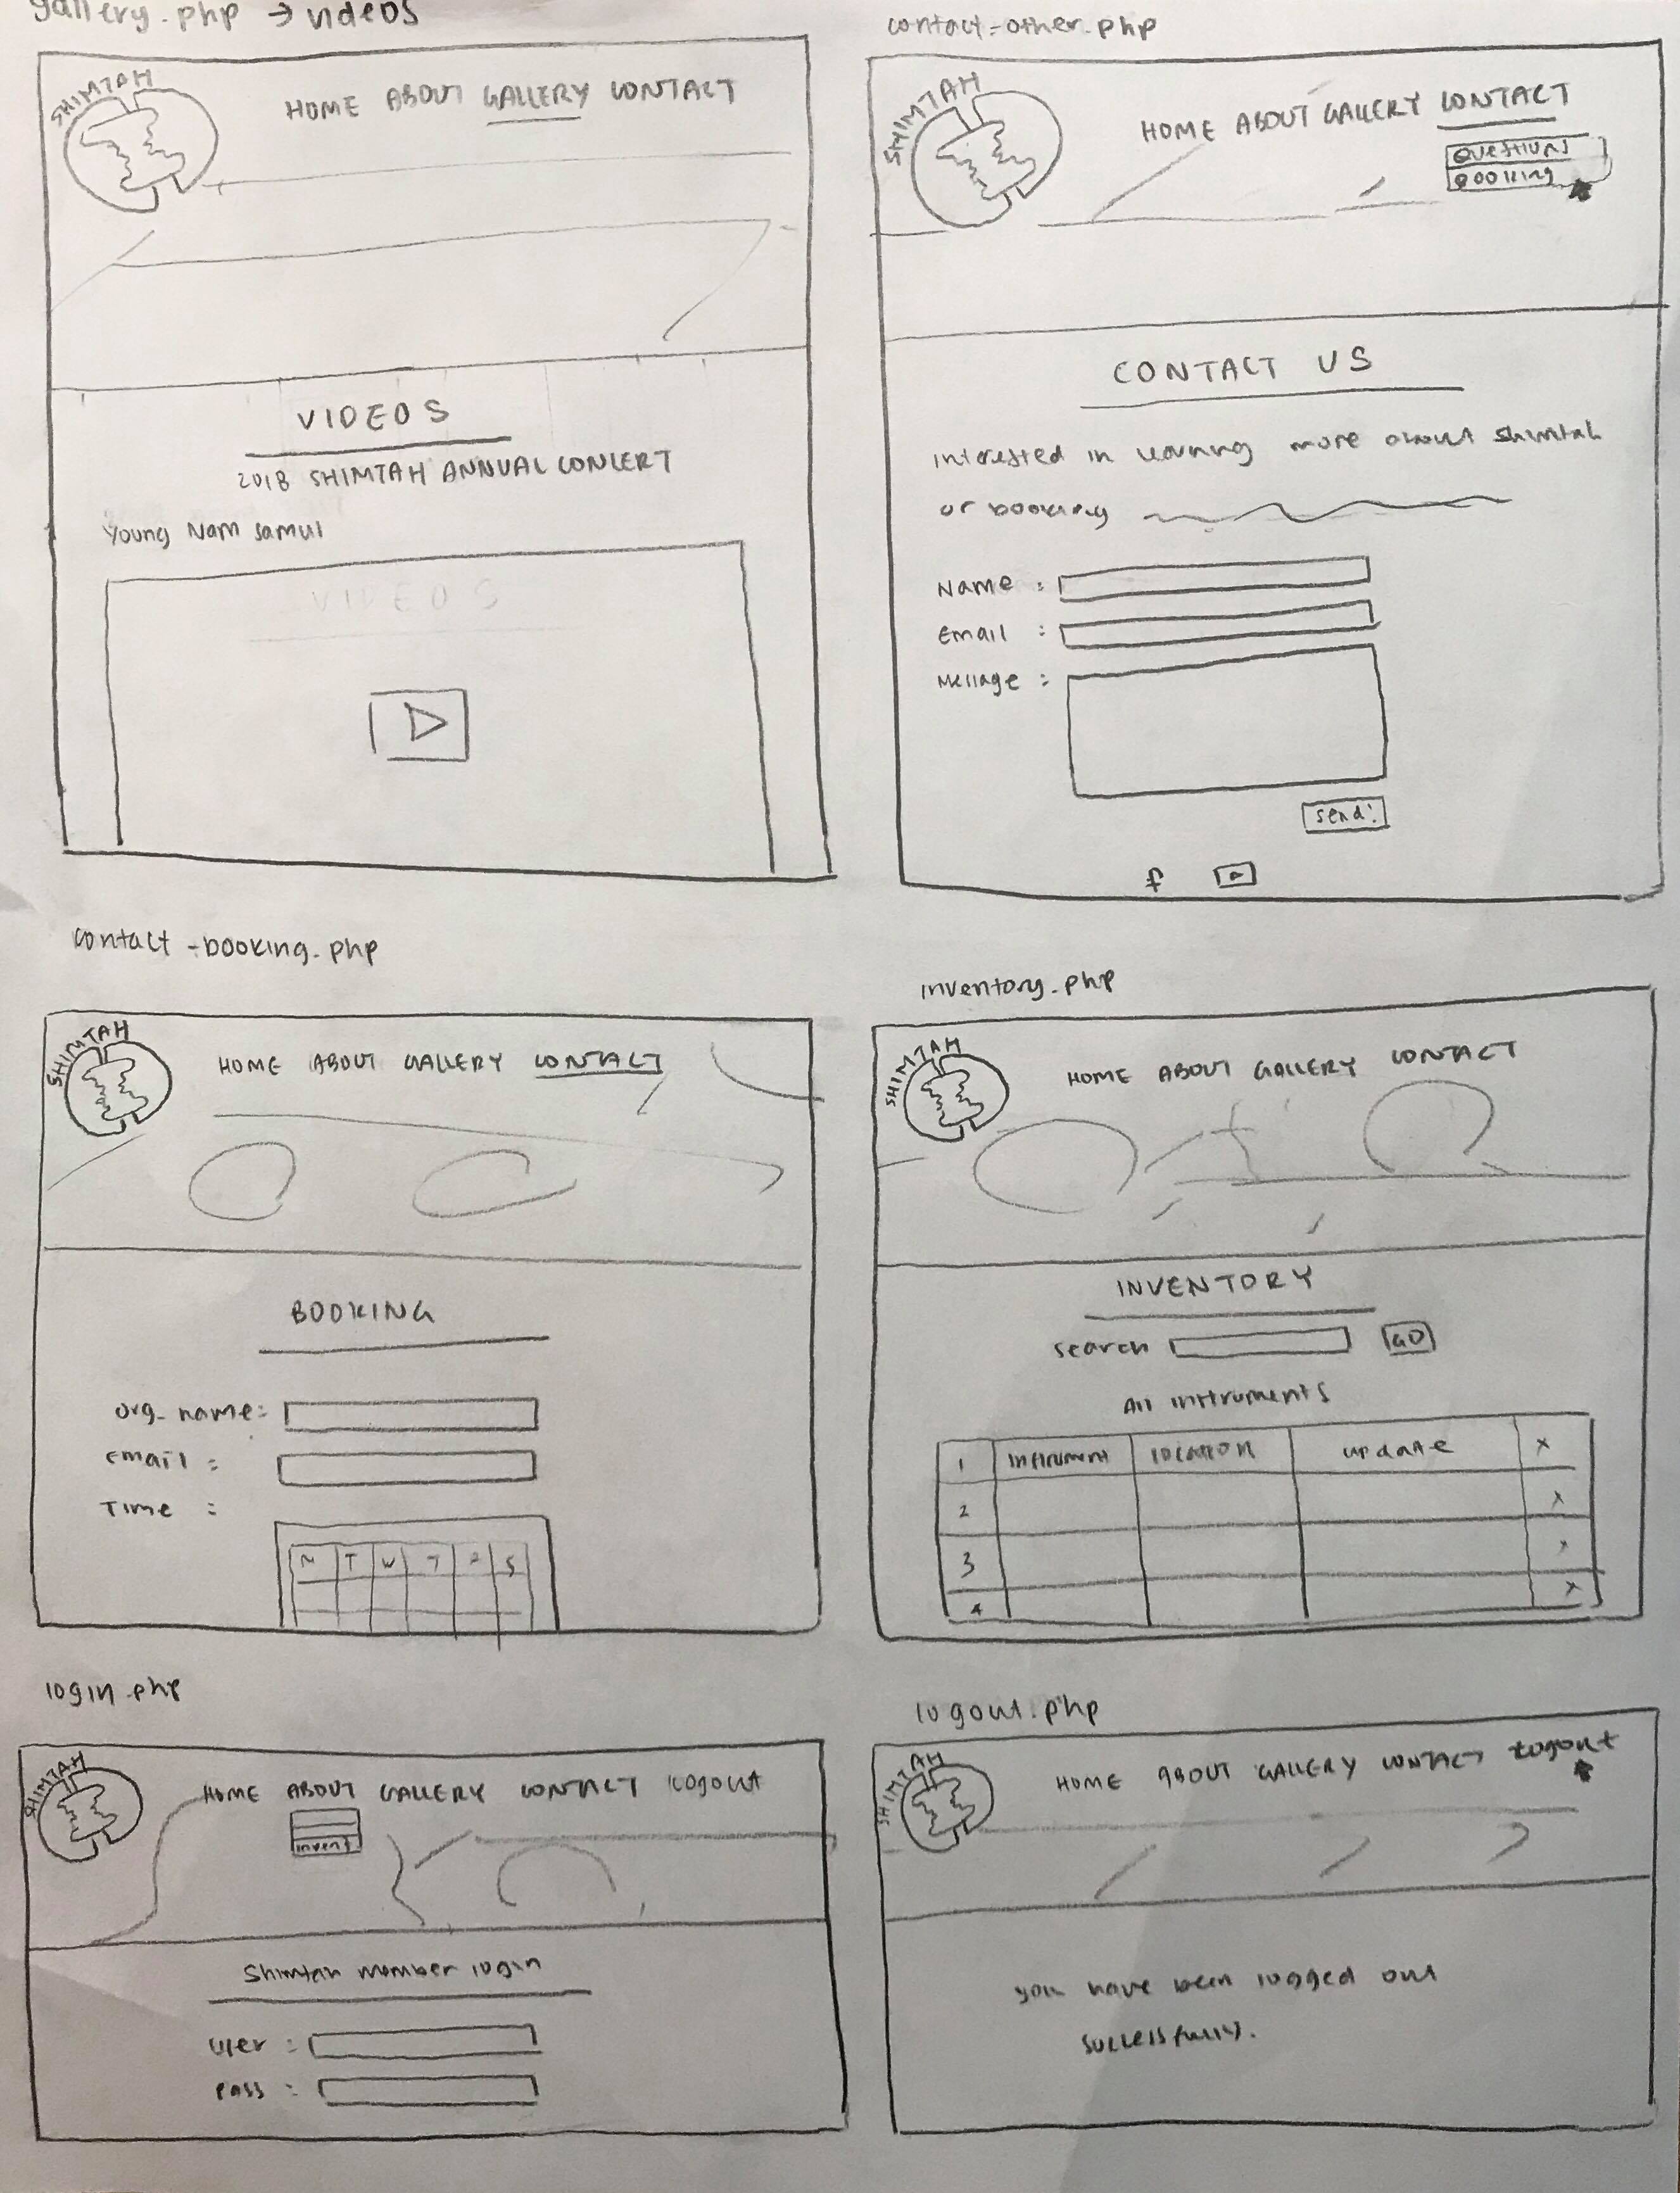 gallery.php → videos
SHIMTAH
HOME ABOUT GALLERY CONTACT
VIDEOS
2018 SHIMTAH ANNUAL CONCERT
Young Nam Samul
VIDEOS
contact-other.php
SHIMTAH
HOME ABOUT GALLERY CONTACT
QUESTIONS
BOOKING
CONTACT US
Interested in learning more about shimtah
or booking
Name :
Email :
Message :
send!
f
contact-booking.php
SHIMTAH
HOME ABOUT GALLERY CONTACT
BOOKING
org. name:
email :
Time :
M T W T F S
inventory.php
SHIMTAH
HOME ABOUT GALLERY CONTACT
INVENTORY
search GO
All instruments
1 instrument location update x
2 x
3 x
4 x
login.php
SHIMTAH
HOME ABOUT GALLERY CONTACT logout
invent
Shimtah member login
user :
pass :
logout.php
SHIMTAH
HOME ABOUT GALLERY CONTACT logout
you have been logged out
successfully.